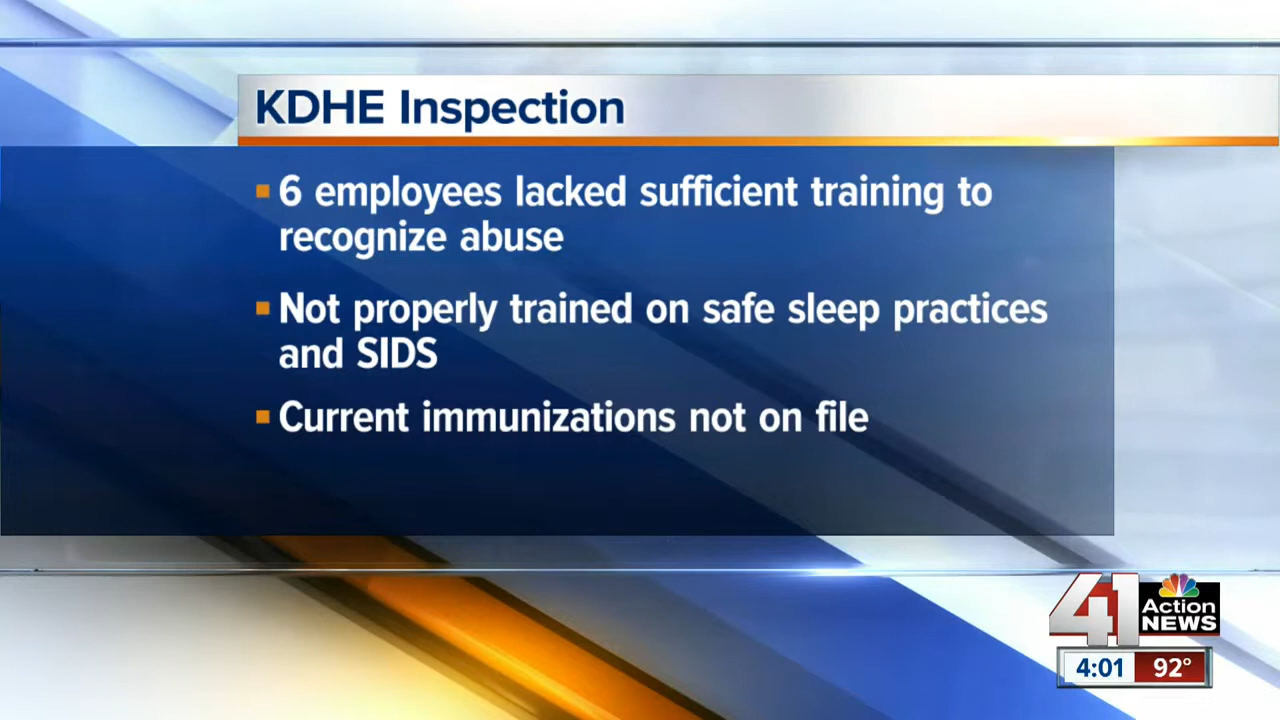 KDHE Inspection
6 employees lacked sufficient training to
recognize abuse
Not properly trained on safe sleep practices
and SIDS
Current immunizations not on file
41
Action
NEWS
4:01 92°